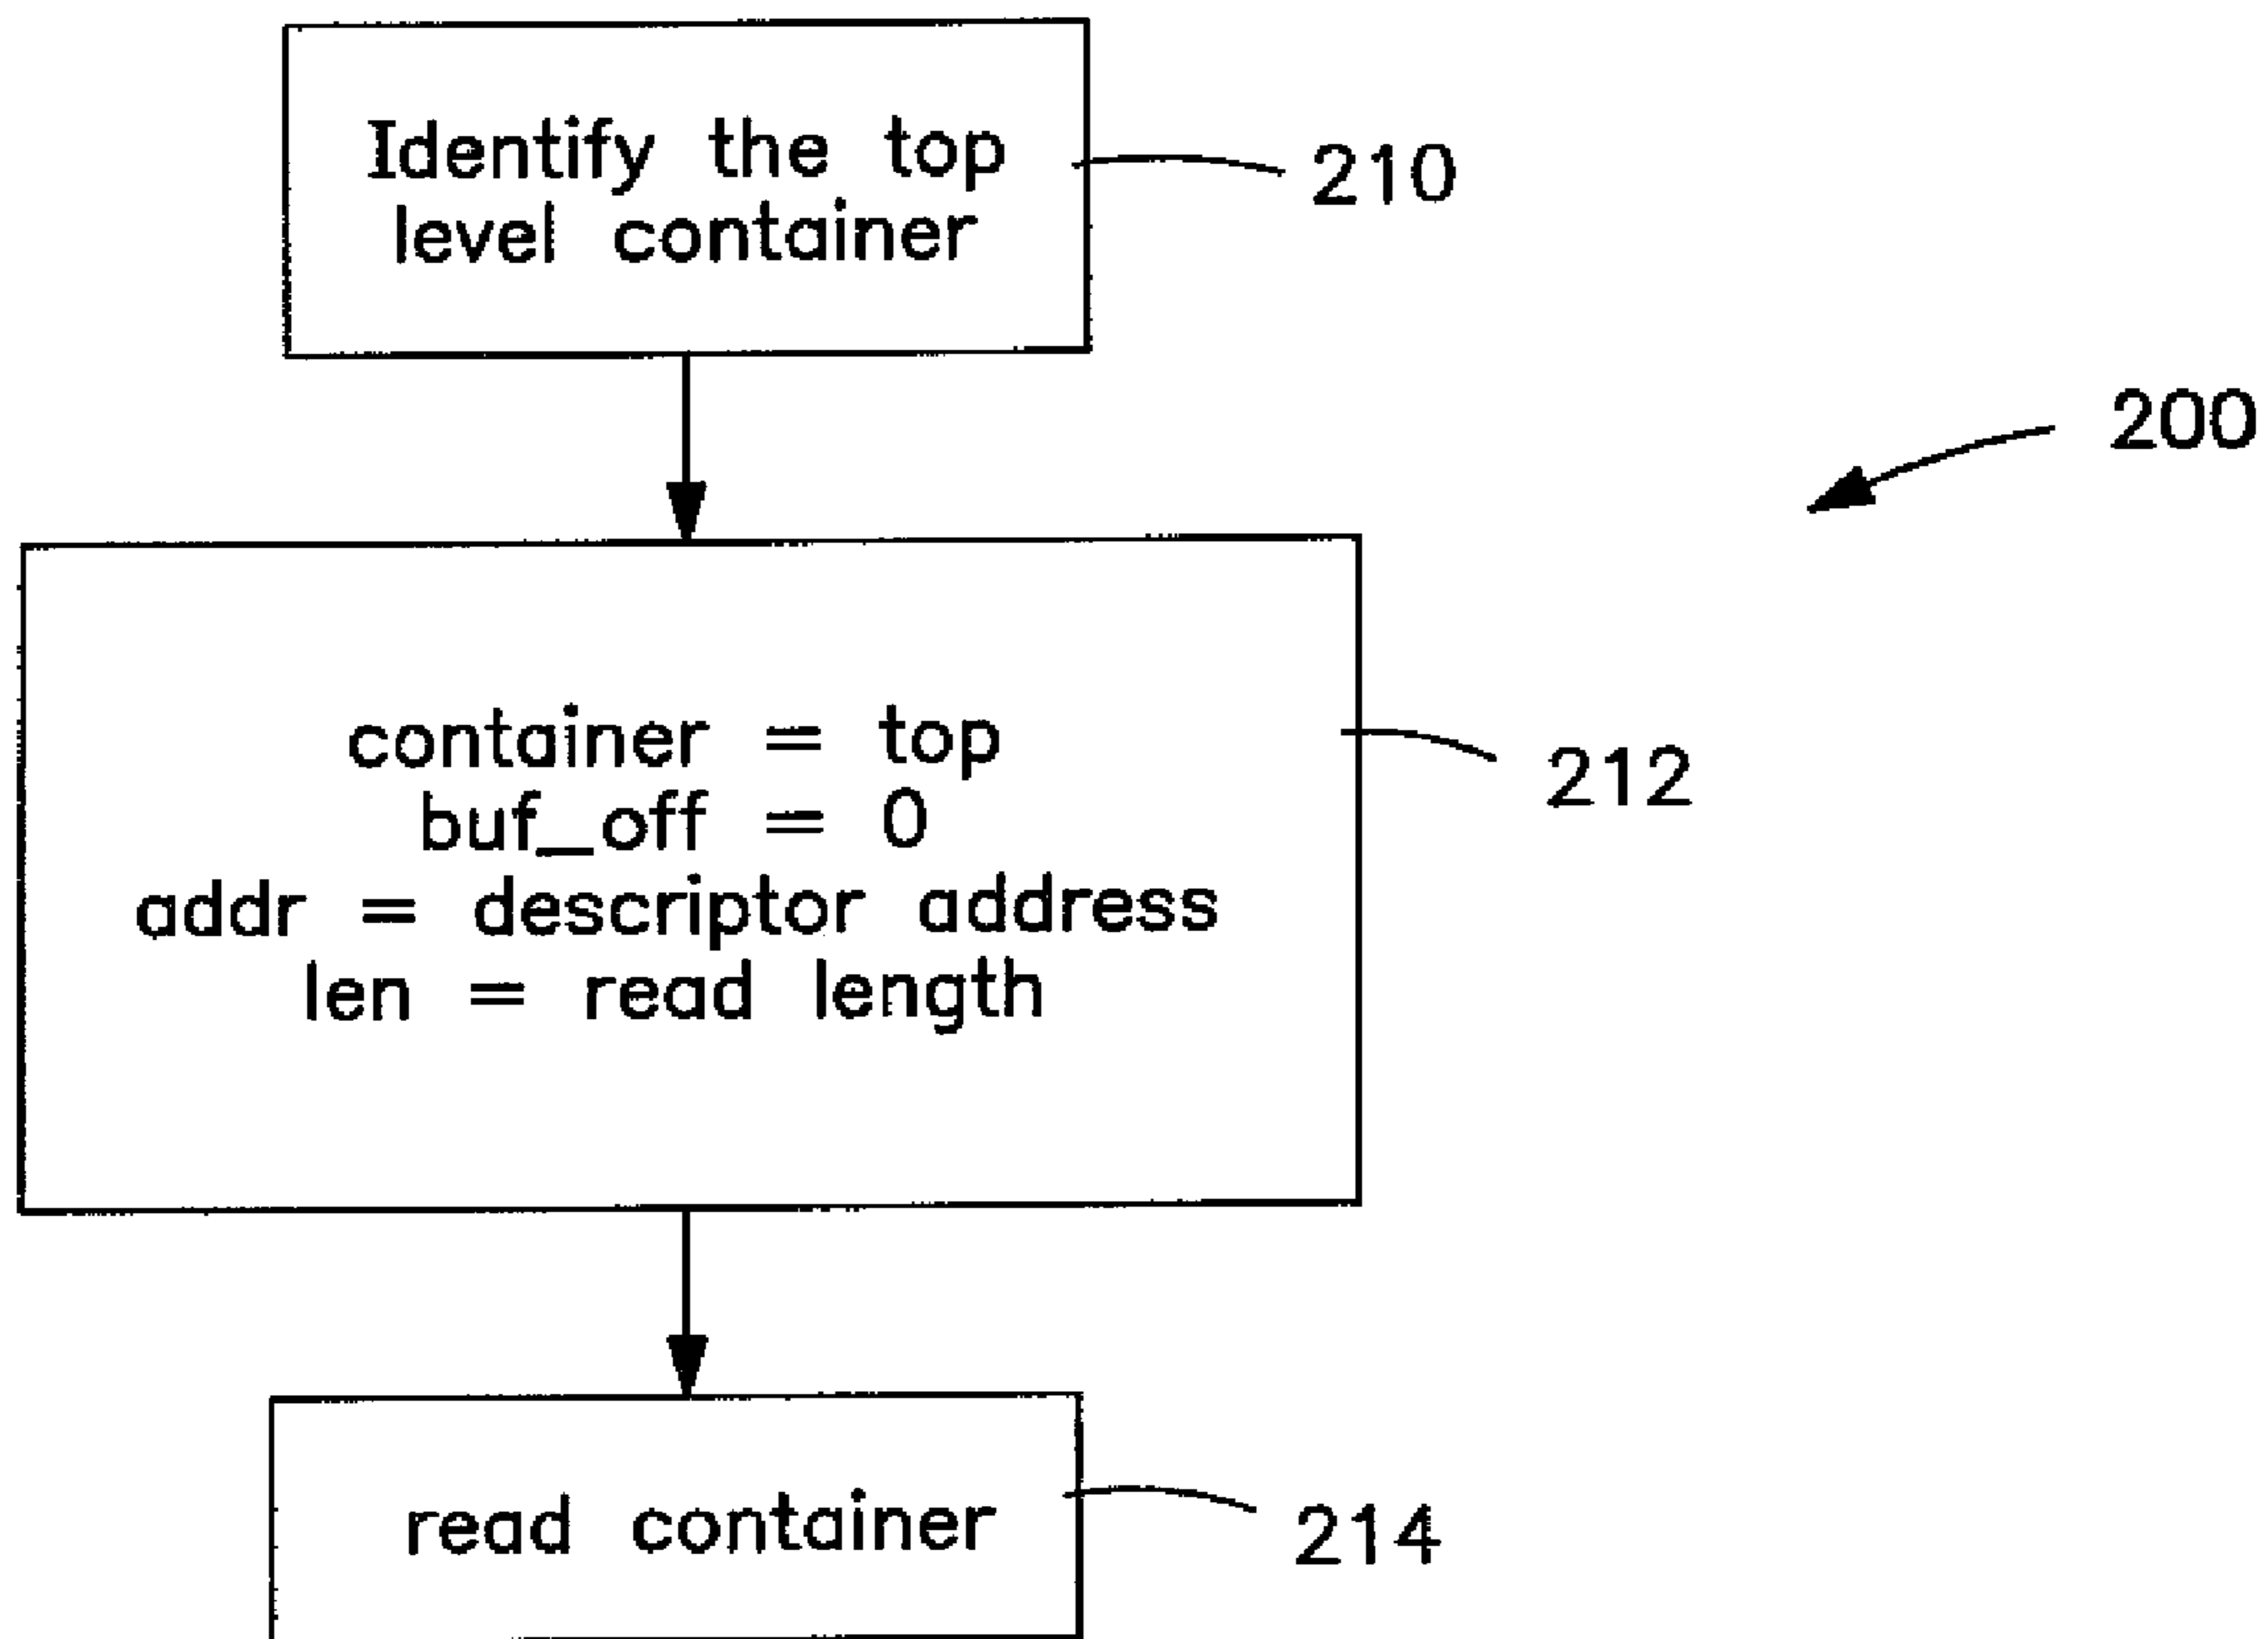 Identify the top
level container
210
200
container = top
buf_off = 0
addr = descriptor address
len = read length
212
read container
214